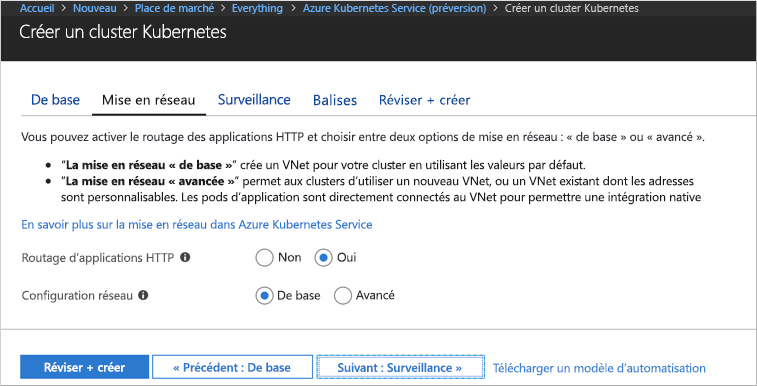 Accueil > Nouveau > Place de marché > Everything > Azure Kubernetes Service (préversion) > Créer un cluster Kubernetes
Créer un cluster Kubernetes
De base Mise en réseau Surveillance Balises Réviser + créer
Vous pouvez activer le routage des applications HTTP et choisir entre deux options de mise en réseau : « de base » ou « avancé ».
• "La mise en réseau « de base »" crée un VNet pour votre cluster en utilisant les valeurs par défaut.
• "La mise en réseau « avancée »" permet aux clusters d'utiliser un nouveau VNet, ou un VNet existant dont les adresses
sont personnalisables. Les pods d'application sont directement connectés au VNet pour permettre une intégration native
En savoir plus sur la mise en réseau dans Azure Kubernetes Service
Routage d'applications HTTP Non Oui
Configuration réseau De base Avancé
Réviser + créer « Précédent : De base Suivant : Surveillance » Télécharger un modèle d'automatisation